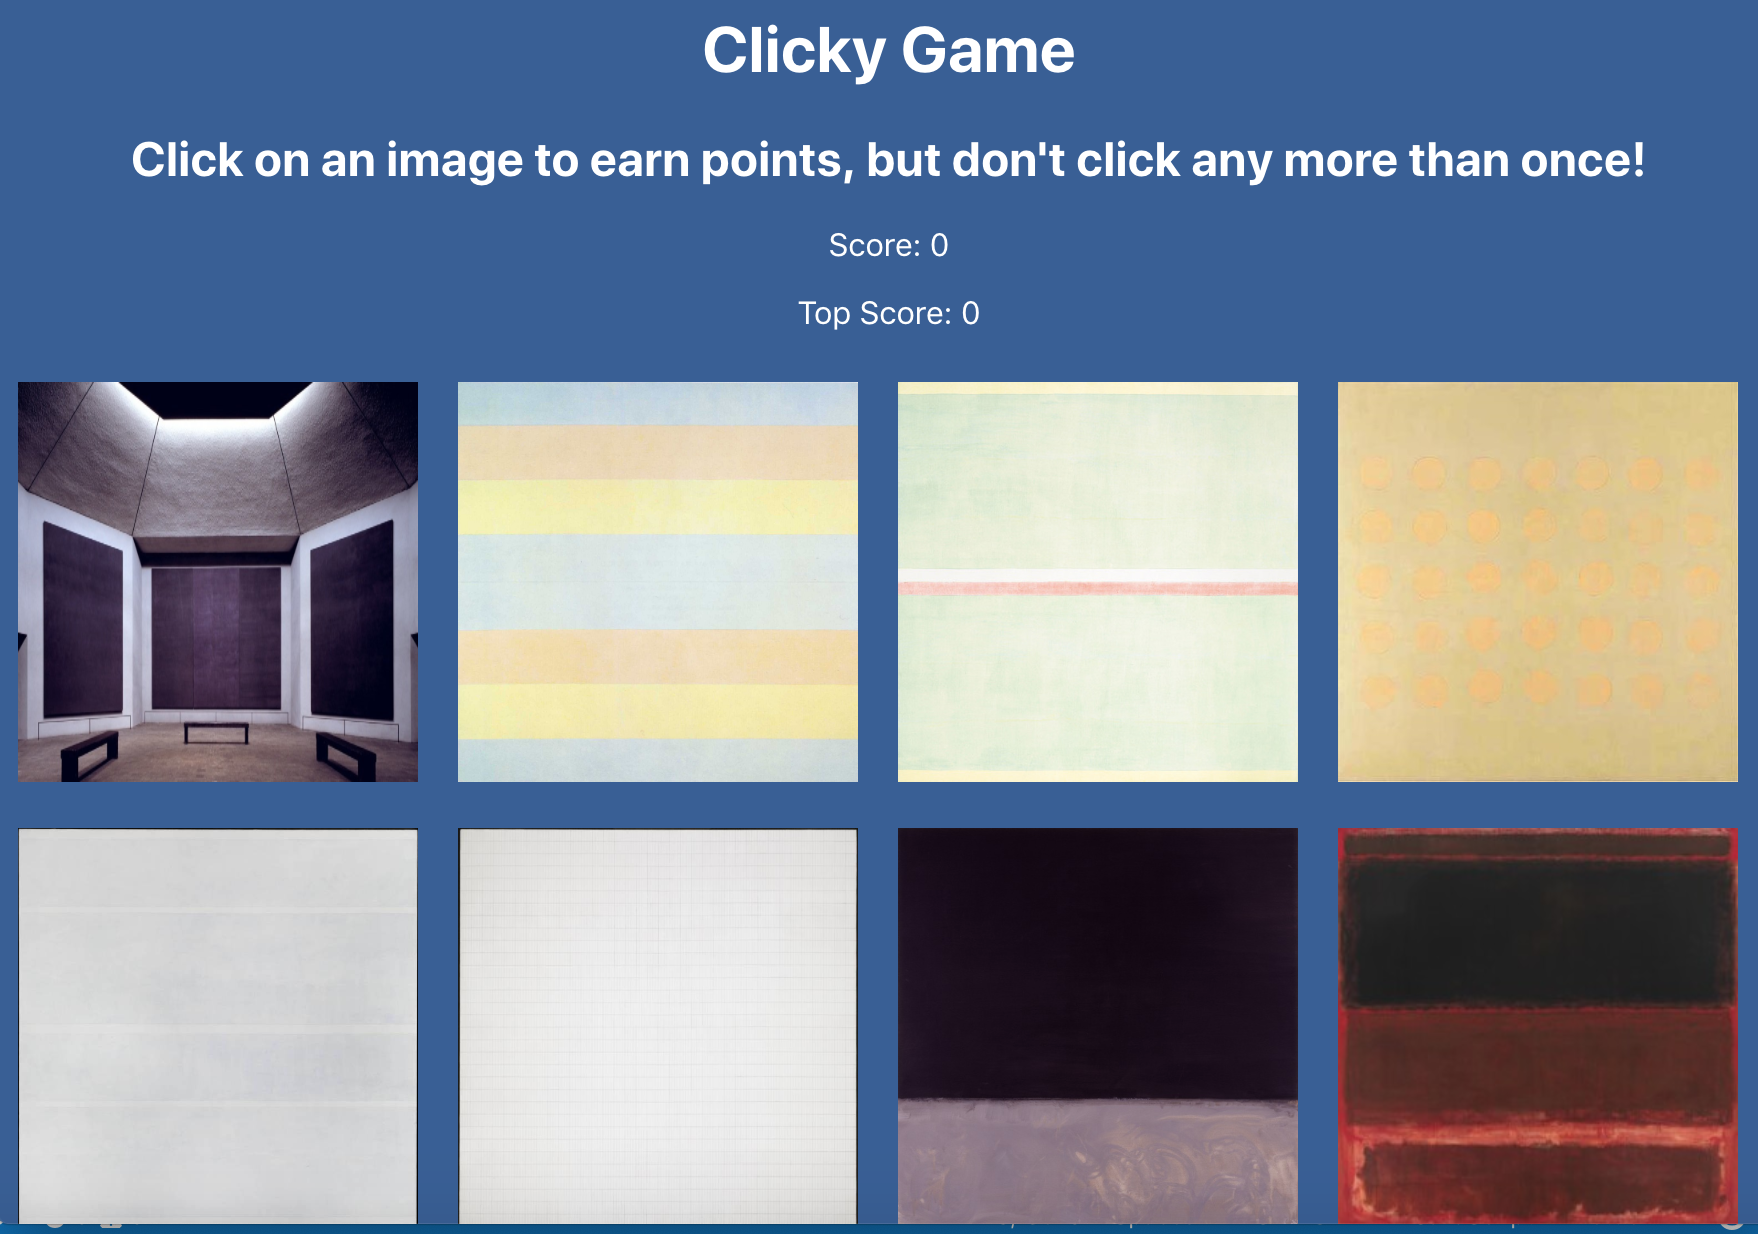 Clicky Game
Click on an image to earn points, but don't click any more than once!
Score: 0
Top Score: 0